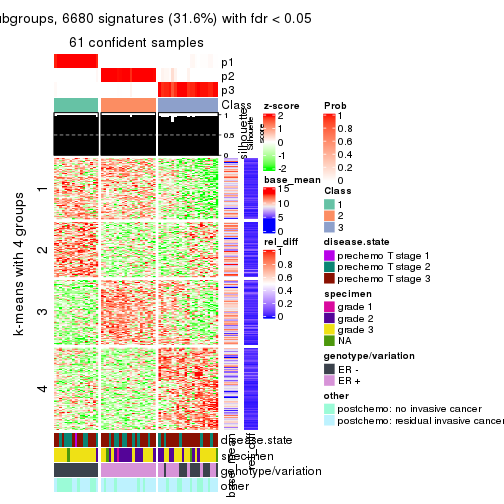 ubgroups, 6680 signatures (31.6%) with fdr < 0.05
61 confident samples
p1
p2
p3
Class
1
0.5
0
silhouette
Silhouette
score
k-means with 4 groups
1
2
3
4
disease.state
specimen
genotype/variation
other
base_mean
rel_diff
z-score
2
1
0
-1
-2
base_mean
15
10
5
0
rel_diff
1
0.8
0.6
0.4
0.2
0
Prob
1
0.8
0.6
0.4
0.2
0
Class
1
2
3
disease.state
prechemo T stage 1
prechemo T stage 2
prechemo T stage 3
specimen
grade 1
grade 2
grade 3
NA
genotype/variation
ER -
ER +
other
postchemo: no invasive cancer
postchemo: residual invasive cancer